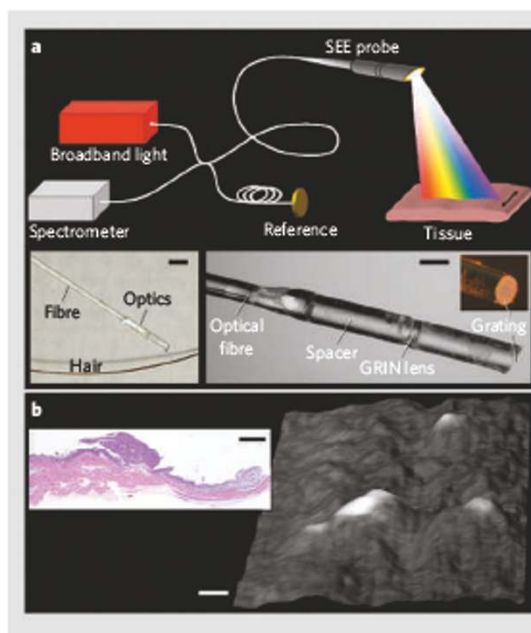 a
SEE probe
Broadband light
Spectrometer
Reference
Tissue
Fibre
Optics
Hair
Optical
fibre
Spacer
GRIN lens
Grating
b